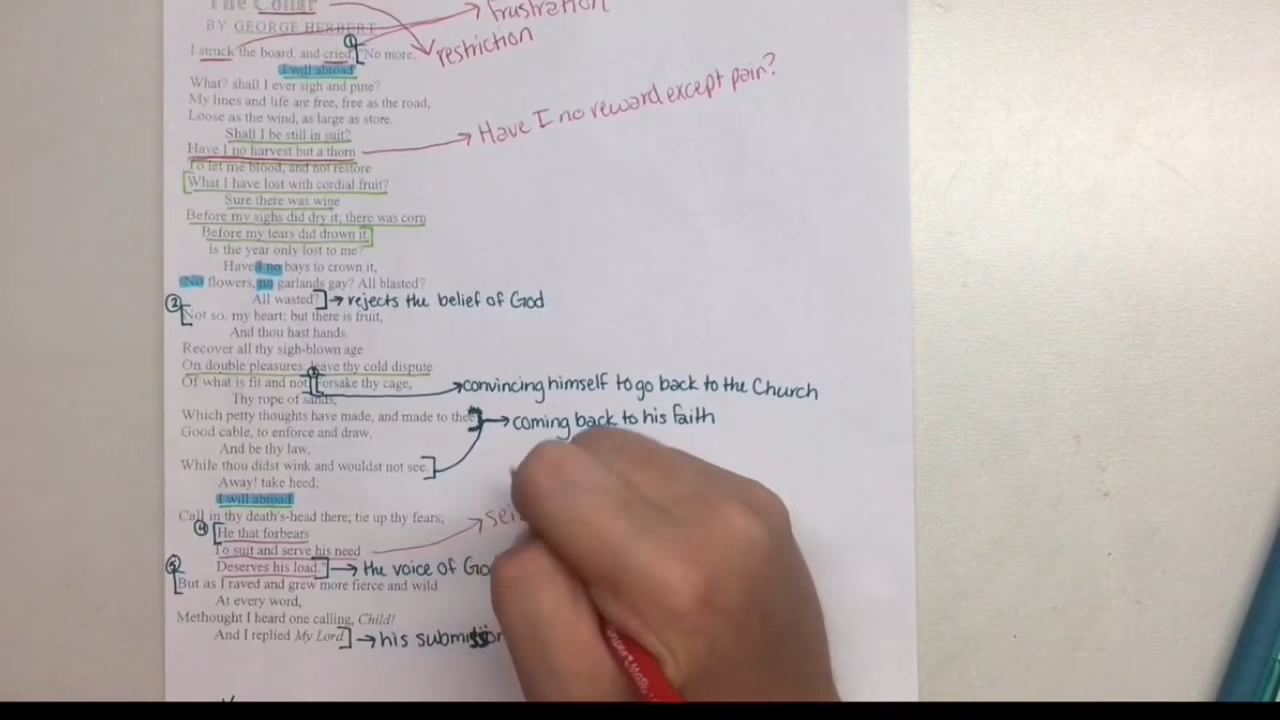 The Collar
frustration
BY GEORGE HERBERT
restriction
① I struck the board, and cried, [No more;
I will abroad
What? shall I ever sigh and pine?
My lines and life are free, free as the road,
Loose as the wind, as large as store.
Shall I be still in suit?
Have I no harvest but a thorn → Have I no reward except pain?
To let me blood, and not restore
[What I have lost with cordial fruit?
Sure there was wine
Before my sighs did dry it; there was corn
Before my tears did drown it]
Is the year only lost to me?
Have I no bays to crown it,
No flowers, no garlands gay? All blasted?
All wasted?] → rejects the belief of God
② [Not so, my heart; but there is fruit,
And thou hast hands.
Recover all thy sigh-blown age
On double pleasures: leave thy cold dispute
③ Of what is fit and not [forsake thy cage, → convincing himself to go back to the Church
Thy rope of sands,
Which petty thoughts have made, and made to thee → coming back to his faith
Good cable, to enforce and draw,
And be thy law,
While thou didst wink and wouldst not see.]
Away! take heed;
I will abroad
Call in thy death's-head there; tie up thy fears;
④ [He that forbears
To suit and serve his need →
Deserves his load.] → the voice of
⑤ [But as I raved and grew more fierce and wild
At every word,
Methought I heard one calling, Child!
And I replied My Lord] → his submission